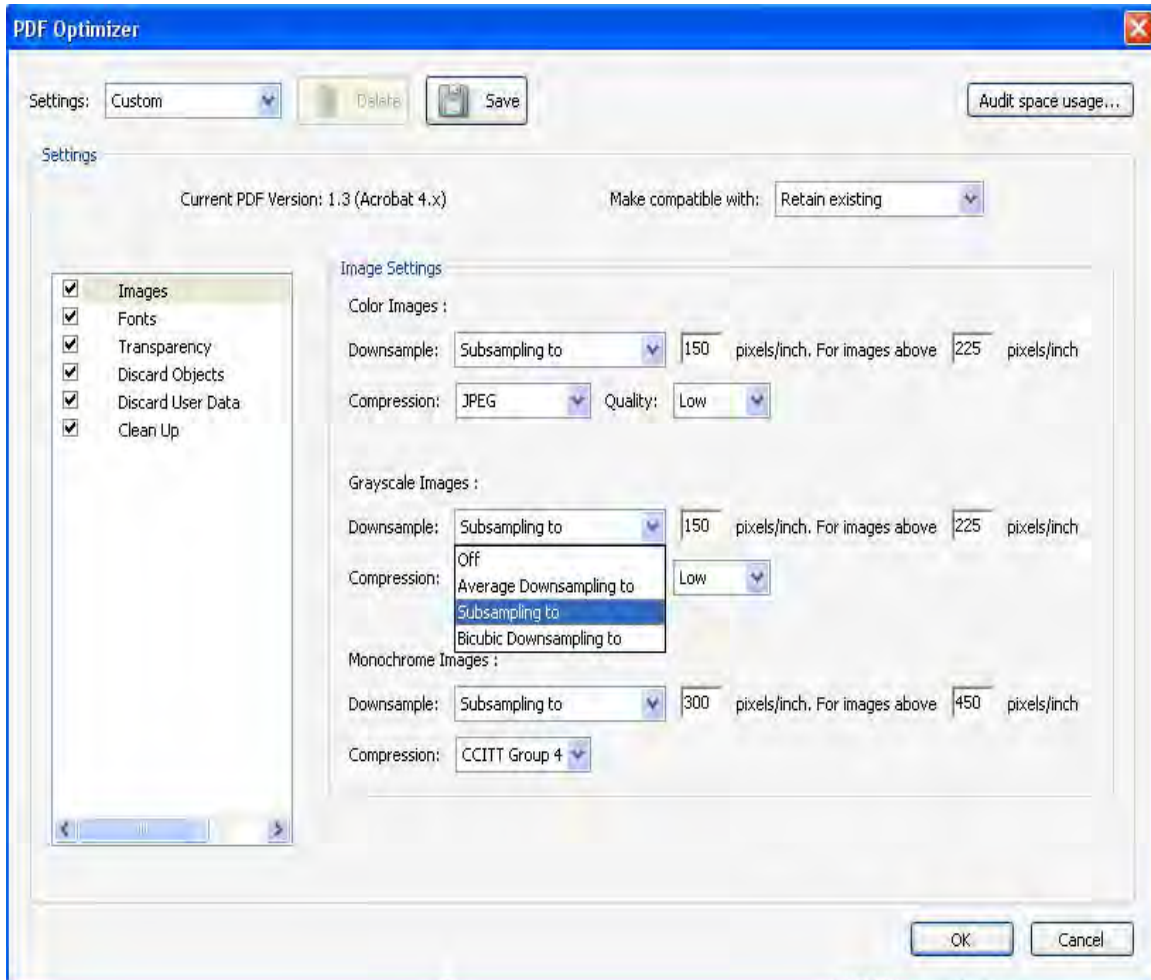 PDF Optimizer
Settings: Custom Delete Save Audit space usage...
Settings
Current PDF Version: 1.3 (Acrobat 4.x) Make compatible with: Retain existing
Images
Fonts
Transparency
Discard Objects
Discard User Data
Clean Up
Image Settings
Color Images :
Downsample: Subsampling to 150 pixels/inch. For images above 225 pixels/inch
Compression: JPEG Quality: Low
Grayscale Images :
Downsample: Subsampling to 150 pixels/inch. For images above 225 pixels/inch
Off
Average Downsampling to
Subsampling to
Bicubic Downsampling to
Compression: Low
Monochrome Images :
Downsample: Subsampling to 300 pixels/inch. For images above 450 pixels/inch
Compression: CCITT Group 4
OK Cancel